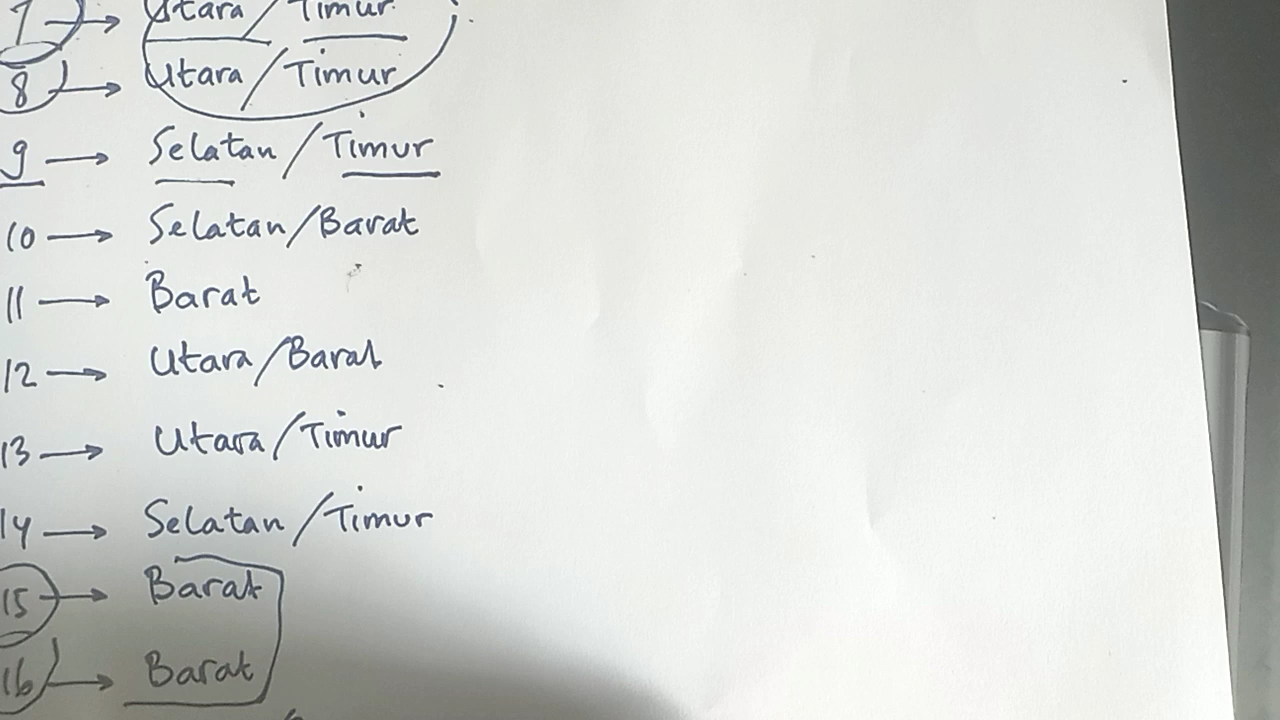 7 → Utara / Timur
8 → Utara / Timur
9 → Selatan / Timur
10 → Selatan / Barat
11 → Barat
12 → Utara / Barat
13 → Utara / Timur
14 → Selatan / Timur
15 → Barat
16 → Barat